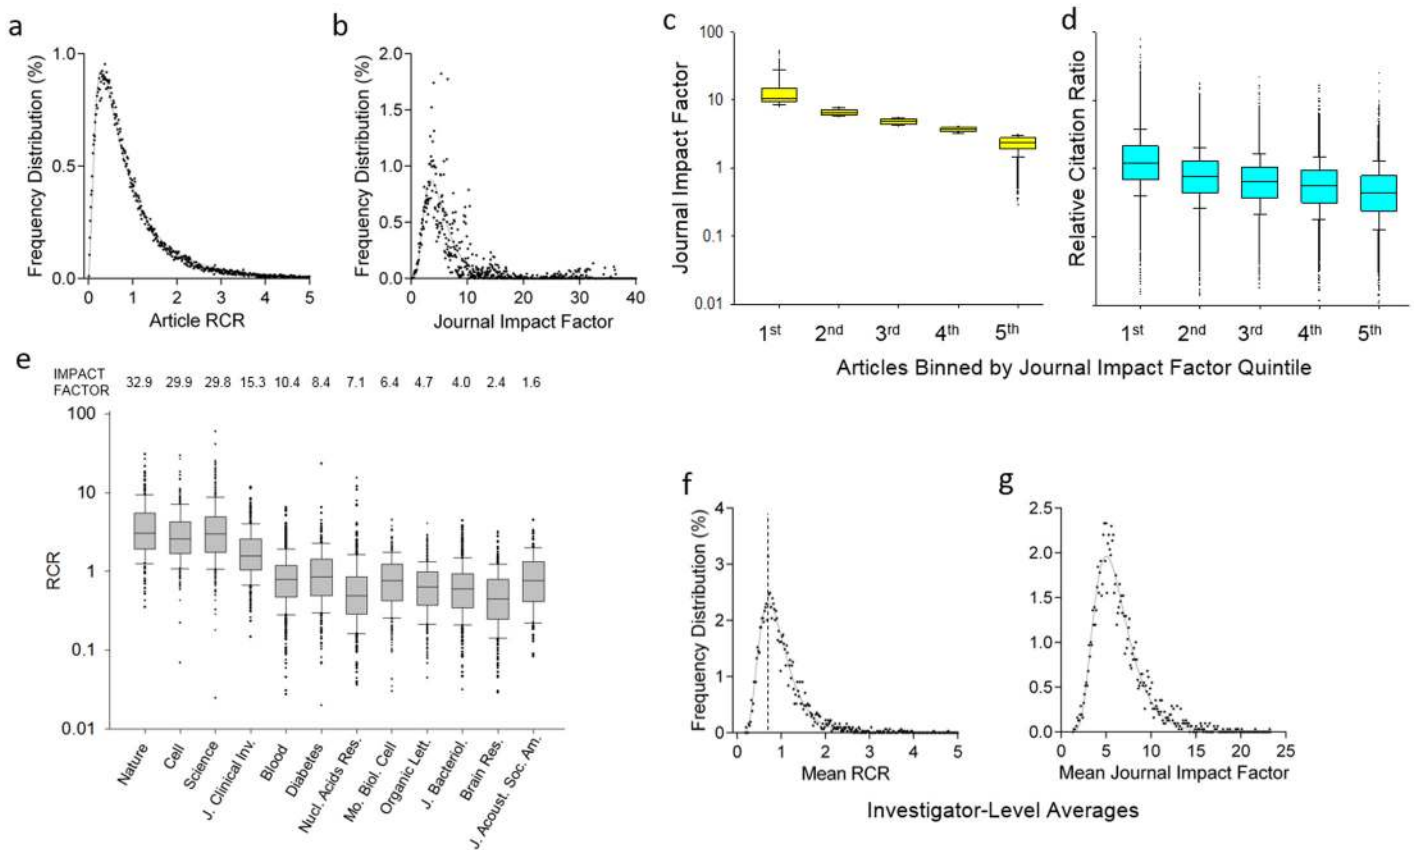 a
Frequency Distribution (%)
1.0
0.5
0.0
0 1 2 3 4 5
Article RCR
b
Frequency Distribution (%)
2.0
1.5
1.0
0.5
0.0
0 10 20 30 40
Journal Impact Factor
c
Journal Impact Factor
100
10
1
0.1
0.01
1st 2nd 3rd 4th 5th
d
Relative Citation Ratio
1st 2nd 3rd 4th 5th
Articles Binned by Journal Impact Factor Quintile
e
IMPACT
FACTOR
32.9 29.9 29.8 15.3 10.4 8.4 7.1 6.4 4.7 4.0 2.4 1.6
RCR
100
10
1
0.1
0.01
Nature
Cell
Science
J. Clinical Inv.
Blood
Diabetes
Nucl. Acids Res.
Mo. Biol. Cell
Organic Lett.
J. Bacteriol.
Brain Res.
J. Acoust. Soc. Am.
f
Frequency Distribution (%)
4
3
2
1
0
0 1 2 3 4 5
Mean RCR
g
2.5
2.0
1.5
1.0
0.5
0.0
0 5 10 15 20 25
Mean Journal Impact Factor
Investigator-Level Averages